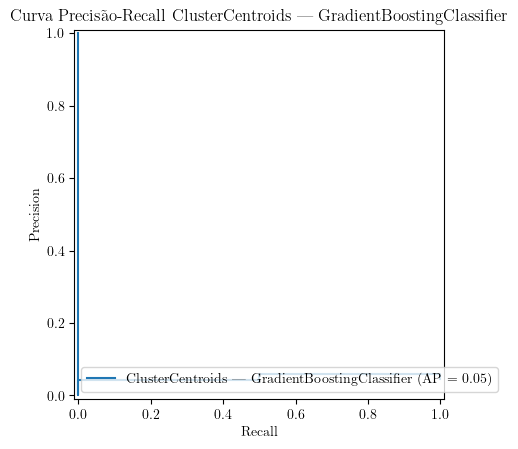 Curva Precisão-Recall ClusterCentroids — GradientBoostingClassifier
1.0
0.8
0.6
0.4
0.2
0.0
Precision
ClusterCentroids — GradientBoostingClassifier (AP = 0.05)
0.0 0.2 0.4 0.6 0.8 1.0
Recall